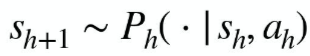 s_{h+1} ∼ P_h( · | s_h, a_h)